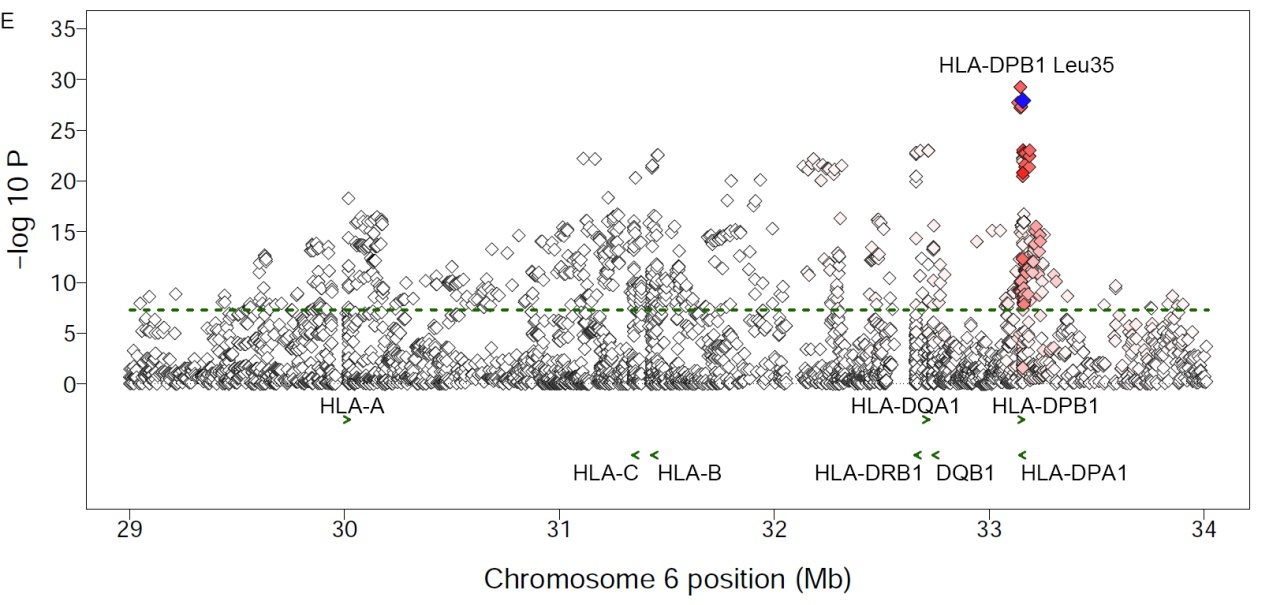 E
HLA-DPB1 Leu35
35
30
25
20
15
10
5
0
−log 10 P
HLA-A HLA-DQA1 HLA-DPB1
HLA-C HLA-B HLA-DRB1 DQB1 HLA-DPA1
29 30 31 32 33 34
Chromosome 6 position (Mb)